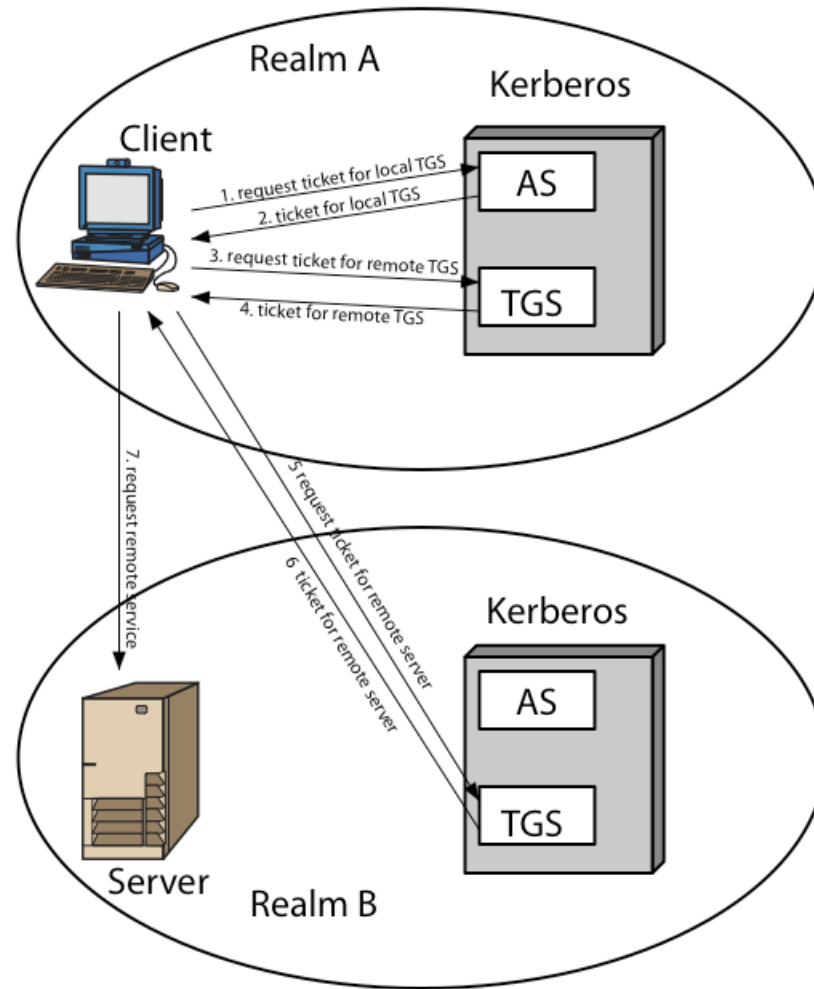 Realm A
Kerberos
Client
1. request ticket for local TGS
AS
2. ticket for local TGS
3. request ticket for remote TGS
TGS
4. ticket for remote TGS
7. request remote service
5 request ticket for remote server
6 ticket for remote server
Kerberos
AS
TGS
Server
Realm B